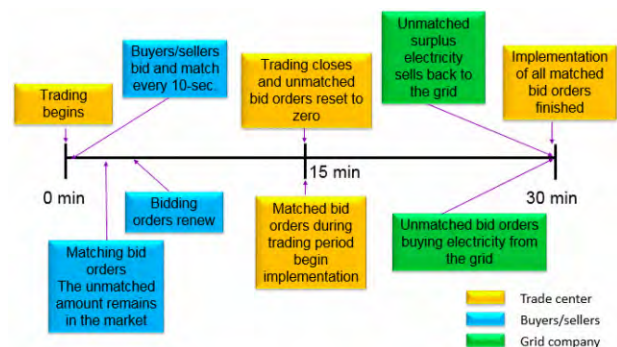 Trading
begins
Buyers/sellers
bid and match
every 10-sec.
Trading closes
and unmatched
bid orders reset to
zero
Unmatched
surplus
electricity
sells back to
the grid
Implementation
of all matched
bid orders
finished
0 min
15 min
30 min
Bidding
orders renew
Matching bid
orders
The unmatched
amount remains
in the market
Matched bid
orders during
trading period
begin
implementation
Unmatched bid orders
buying electricity from
the grid
Trade center
Buyers/sellers
Grid company